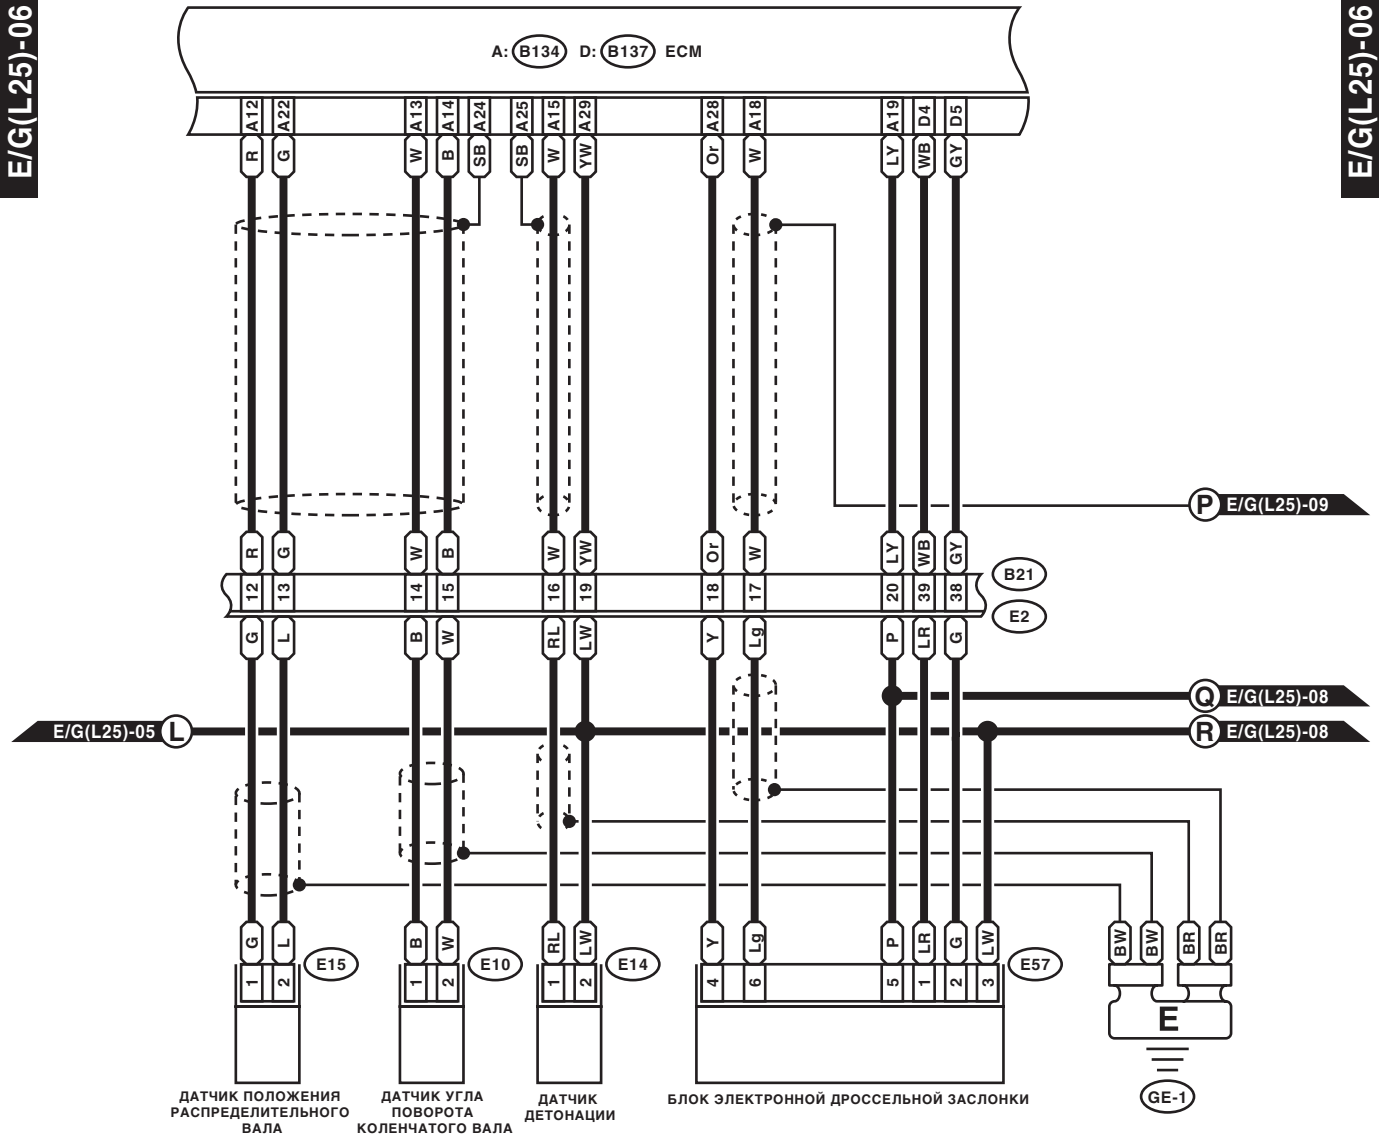 E/G(L25)-06
E/G(L25)-06
A: B134 D: B137 ECM
A12 A22 A13 A14 A24 A25 A15 A29 A28 A18 A19 D4 D5
R G W B SB SB W YW Or W LY WB GY
P E/G(L25)-09
R G W B W YW Or W LY WB GY
B21
12 13 14 15 16 19 18 17 20 39 38
E2
G L B W RL LW Y Lg P LR G
Q E/G(L25)-08
E/G(L25)-05 L
R E/G(L25)-08
G L B W RL LW Y Lg P LR G LW BW BW BR BR
E15 E10 E14 E57
1 2 1 2 1 2 4 6 5 1 2 3
E
GE-1
ДАТЧИК ПОЛОЖЕНИЯ
РАСПРЕДЕЛИТЕЛЬНОГО
ВАЛА
ДАТЧИК УГЛА
ПОВОРОТА
КОЛЕНЧАТОГО ВАЛА
ДАТЧИК
ДЕТОНАЦИИ
БЛОК ЭЛЕКТРОННОЙ ДРОССЕЛЬНОЙ ЗАСЛОНКИ